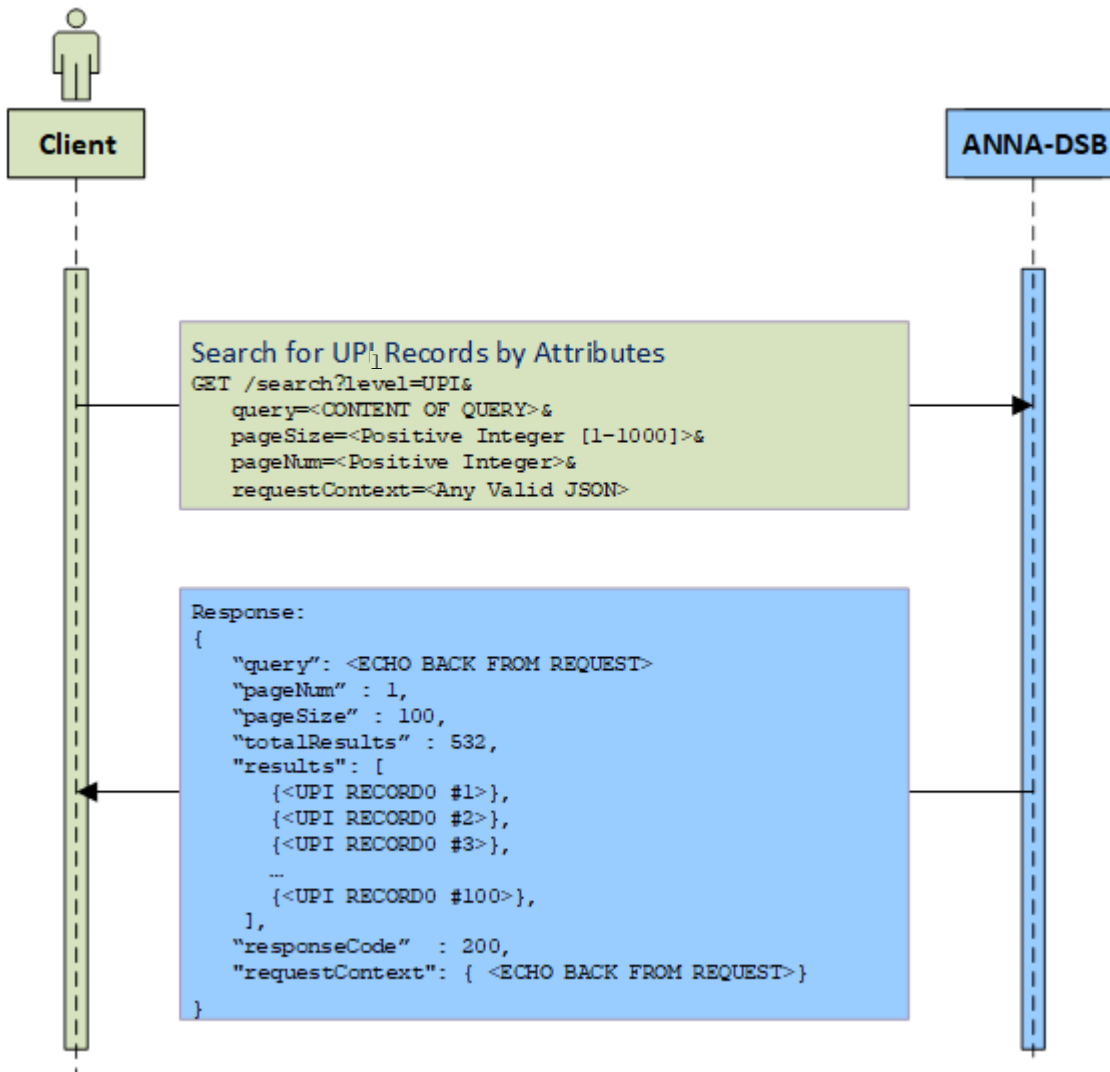 Client
ANNA-DSB
Search for UPI Records by Attributes
GET /search?level=UPI&
query=<CONTENT OF QUERY>&
pageSize=<Positive Integer [1-1000]>&
pageNum=<Positive Integer>&
requestContext=<Any Valid JSON>
Response:
{
“query”: <ECHO BACK FROM REQUEST>
“pageNum” : 1,
“pageSize” : 100,
“totalResults” : 532,
"results": [
{<UPI RECORD0 #1>},
{<UPI RECORD0 #2>},
{<UPI RECORD0 #3>},
…
{<UPI RECORD0 #100>},
],
“responseCode” : 200,
"requestContext": { <ECHO BACK FROM REQUEST>}
}